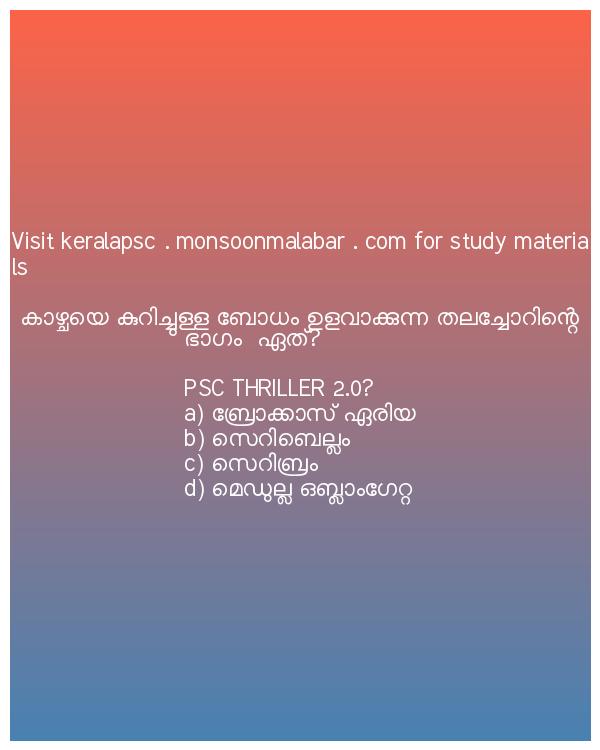 Visit keralapsc . monsoonmalabar . com for study materia
ls
കാഴ്ചയെ കുറിച്ചുള്ള ബോധം ഉളവാക്കുന്ന തലച്ചോറിന്റെ
ഭാഗം ഏത്?
PSC THRILLER 2.0?
a) ബ്രോക്കാസ് ഏരിയ
b) സെറിബെല്ലം
c) സെറിബ്രം
d) മെഡുല്ല ഒബ്ലാംഗേറ്റ